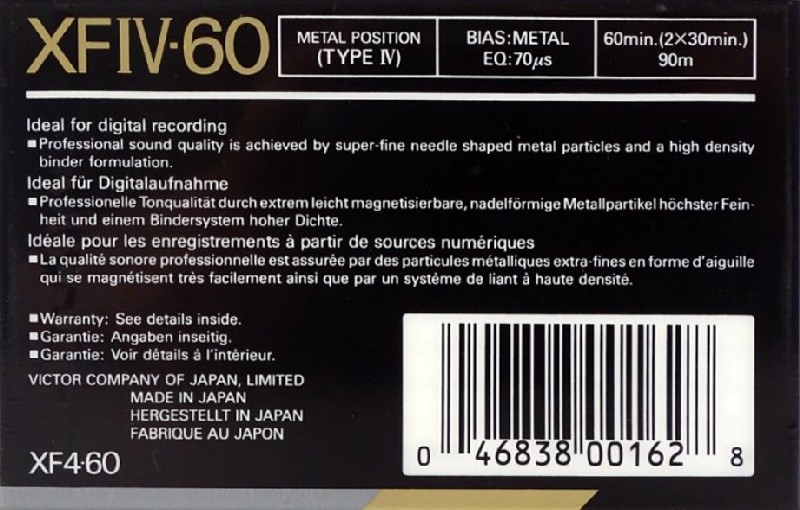 XFIV·60
METAL POSITION
(TYPE IV)
BIAS:METAL
EQ:70μs
60min.(2×30min.)
90m
Ideal for digital recording
■Professional sound quality is achieved by super-fine needle shaped metal particles and a high density
binder formulation.
Ideal für Digitalaufnahme
■Professionelle Tonqualität durch extrem leicht magnetisierbare, nadelförmige Metallpartikel höchster Fein-
heit und einem Bindersystem hoher Dichte.
Idéale pour les enregistrements à partir de sources numériques
■La qualité sonore professionnelle est assurée par des particules métalliques extra-fines en forme d'aiguille
qui se magnétisent très facilement ainsi que par un système de liant à haute densité.
■Warranty: See details inside.
■Garantie: Angaben inseitig.
■Garantie: Voir détails à l'intérieur.
VICTOR COMPANY OF JAPAN, LIMITED
MADE IN JAPAN
HERGESTELLT IN JAPAN
FABRIQUE AU JAPON
XF4·60
0 46838 00162 8